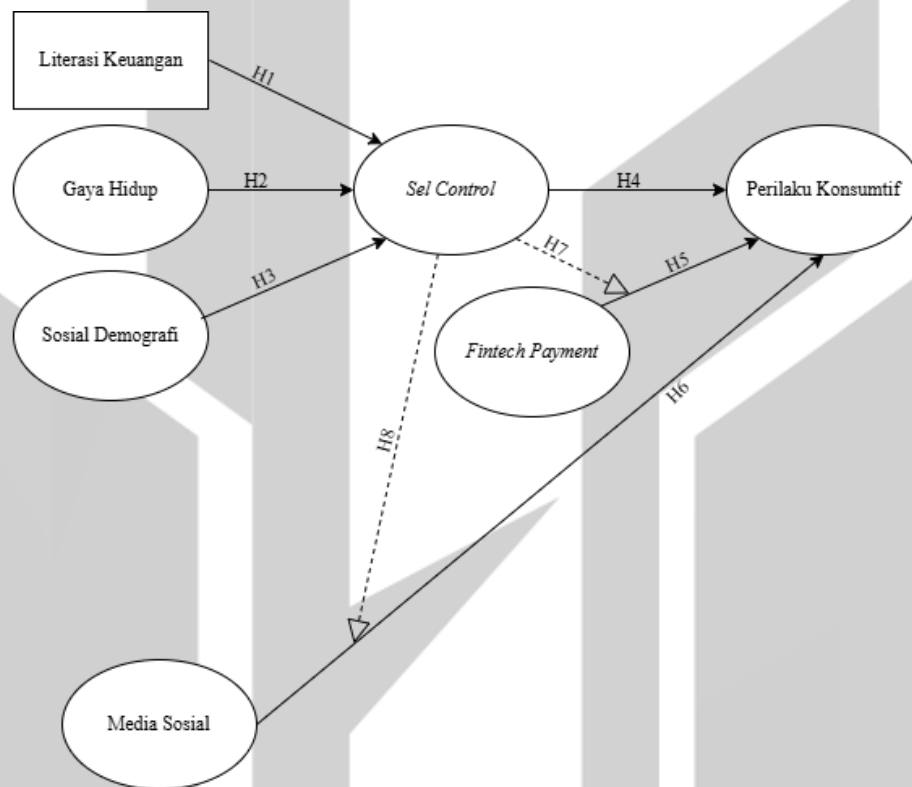 Literasi Keuangan
H1
Gaya Hidup
H2
Sel Control
H4
Perilaku Konsumtif
H3
H7
H5
Sosial Demografi
Fintech Payment
H6
H8
Media Sosial